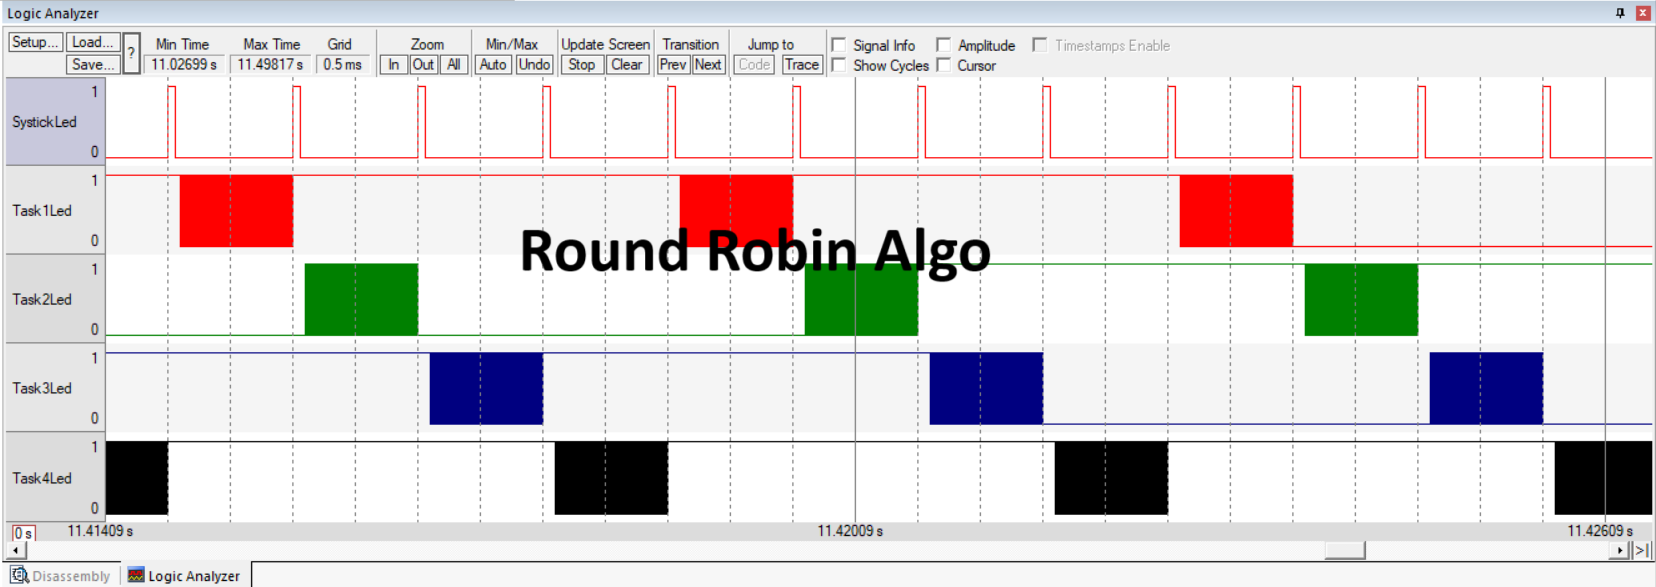 Logic Analyzer
Setup... Load... ? Min Time Max Time Grid Zoom Min/Max Update Screen Transition Jump to Signal Info Amplitude Timestamps Enable
Save... 11.02699 s 11.49817 s 0.5 ms In Out All Auto Undo Stop Clear Prev Next Code Trace Show Cycles Cursor
1
SystickLed
0
1
Task1Led
0
Round Robin Algo
1
Task2Led
0
1
Task3Led
0
1
Task4Led
0
0 s 11.41409 s 11.42009 s 11.42609 s
Disassembly Logic Analyzer